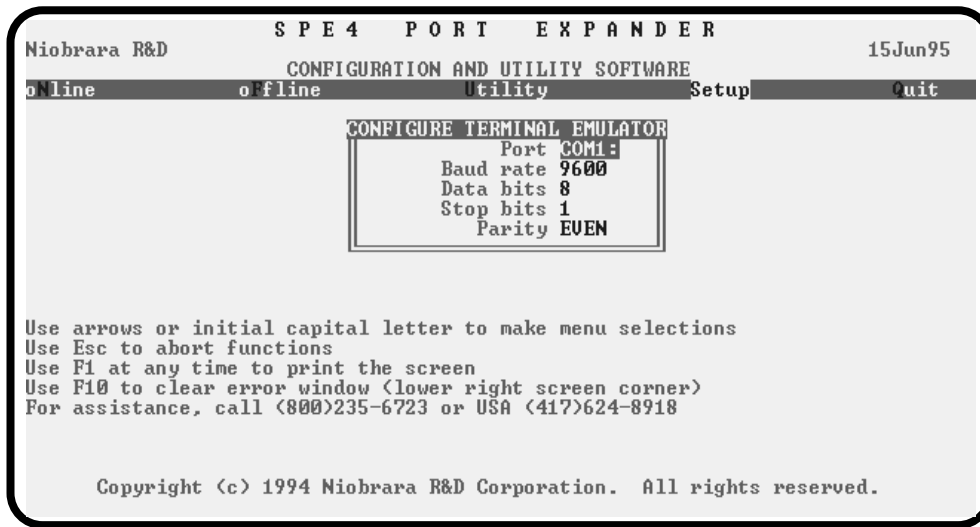 S P E 4 P O R T E X P A N D E R
Niobrara R&D 15Jun95
CONFIGURATION AND UTILITY SOFTWARE
oNline oFfline Utility Setup Quit
CONFIGURE TERMINAL EMULATOR
Port COM1:
Baud rate 9600
Data bits 8
Stop bits 1
Parity EVEN
Use arrows or initial capital letter to make menu selections
Use Esc to abort functions
Use F1 at any time to print the screen
Use F10 to clear error window (lower right screen corner)
For assistance, call (800)235-6723 or USA (417)624-8918
Copyright (c) 1994 Niobrara R&D Corporation. All rights reserved.